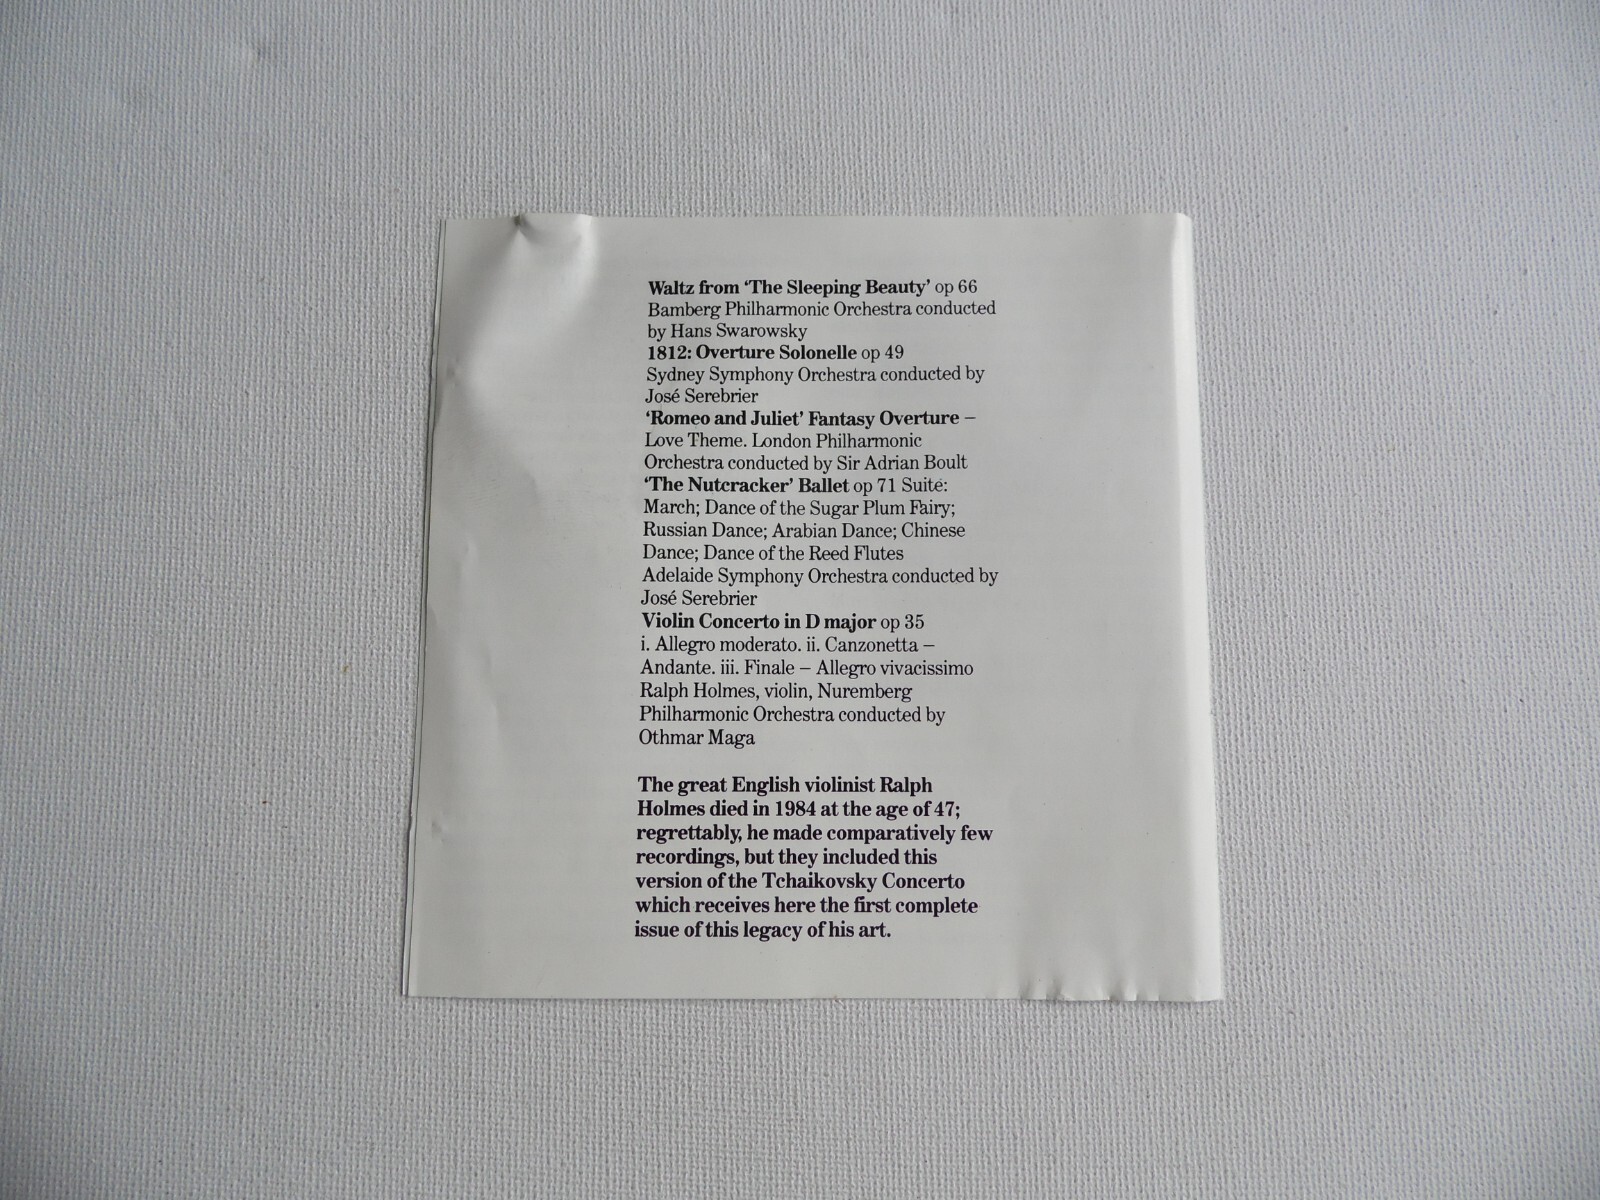 Waltz from ‘The Sleeping Beauty’ op 66
Bamberg Philharmonic Orchestra conducted
by Hans Swarowsky
1812: Overture Solonelle op 49
Sydney Symphony Orchestra conducted by
José Serebrier
‘Romeo and Juliet’ Fantasy Overture –
Love Theme. London Philharmonic
Orchestra conducted by Sir Adrian Boult
‘The Nutcracker’ Ballet op 71 Suite:
March; Dance of the Sugar Plum Fairy;
Russian Dance; Arabian Dance; Chinese
Dance; Dance of the Reed Flutes
Adelaide Symphony Orchestra conducted by
José Serebrier
Violin Concerto in D major op 35
i. Allegro moderato. ii. Canzonetta –
Andante. iii. Finale – Allegro vivacissimo
Ralph Holmes, violin, Nuremberg
Philharmonic Orchestra conducted by
Othmar Maga
The great English violinist Ralph
Holmes died in 1984 at the age of 47;
regrettably, he made comparatively few
recordings, but they included this
version of the Tchaikovsky Concerto
which receives here the first complete
issue of this legacy of his art.